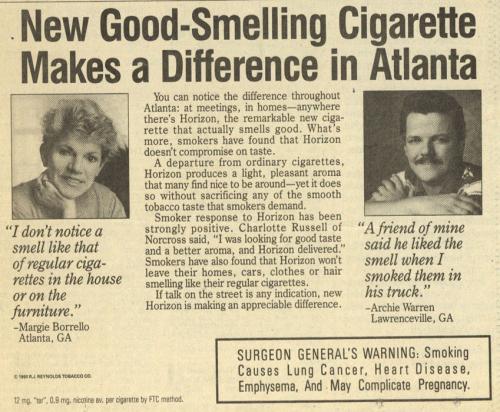 New Good-Smelling Cigarette
Makes a Difference in Atlanta
You can notice the difference throughout
Atlanta: at meetings, in homes—anywhere
there's Horizon, the remarkable new ciga-
rette that actually smells good. What's
more, smokers have found that Horizon
doesn't compromise on taste.
A departure from ordinary cigarettes,
Horizon produces a light, pleasant aroma
that many find nice to be around—yet it does
so without sacrificing any of the smooth
tobacco taste that smokers demand.
Smoker response to Horizon has been
strongly positive. Charlotte Russell of
Norcross said, "I was looking for good taste
and a better aroma, and Horizon delivered."
Smokers have also found that Horizon won't
leave their homes, cars, clothes or hair
smelling like their regular cigarettes.
If talk on the street is any indication, new
Horizon is making an appreciable difference.
"I don't notice a
smell like that
of regular ciga-
rettes in the house
or on the
furniture."
–Margie Borrello
Atlanta, GA
"A friend of mine
said he liked the
smell when I
smoked them in
his truck."
–Archie Warren
Lawrenceville, GA
© 1990 R.J. REYNOLDS TOBACCO CO.
12 mg. "tar", 0.9 mg. nicotine av. per cigarette by FTC method.
SURGEON GENERAL'S WARNING: Smoking
Causes Lung Cancer, Heart Disease,
Emphysema, And May Complicate Pregnancy.